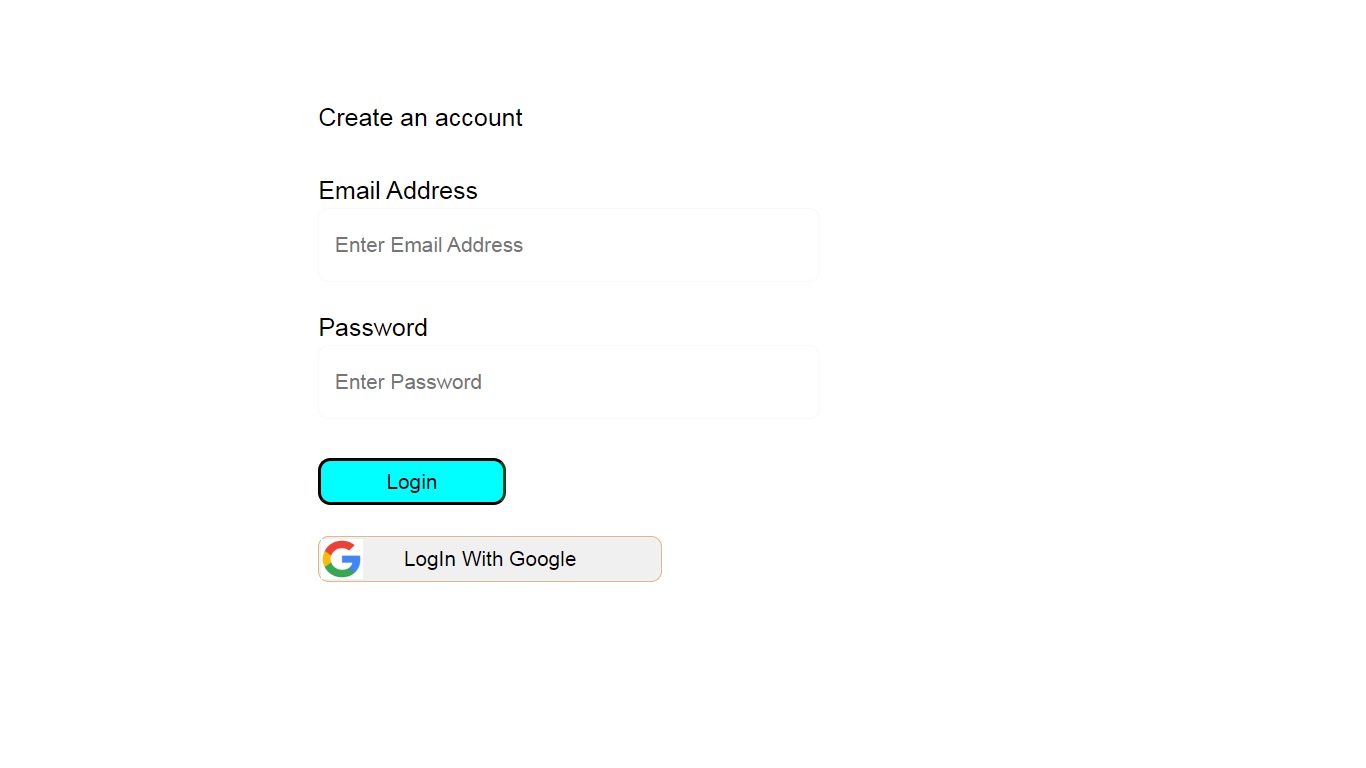 Create an account
Email Address
Enter Email Address
Password
Enter Password
Login
LogIn With Google